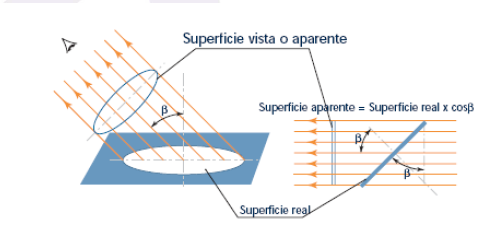 Superficie vista o aparente
β
Superficie aparente = Superficie real x cosβ
β
β
Superficie real